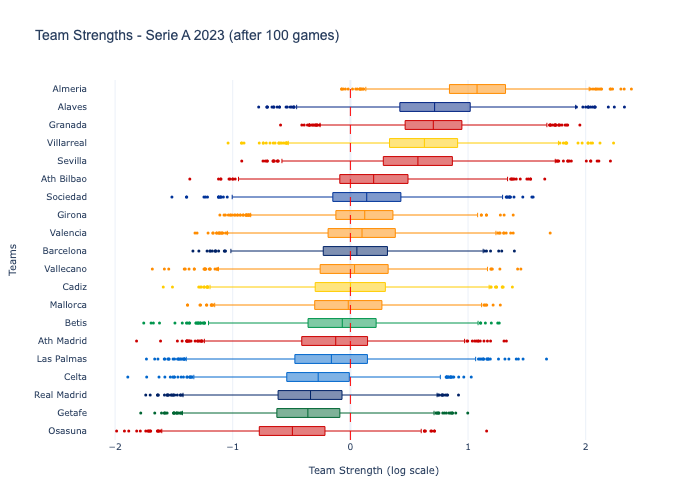 Team Strengths - Serie A 2023 (after 100 games)
Almeria
Alaves
Granada
Villarreal
Sevilla
Ath Bilbao
Sociedad
Girona
Valencia
Barcelona
Vallecano
Cadiz
Mallorca
Betis
Ath Madrid
Las Palmas
Celta
Real Madrid
Getafe
Osasuna
Teams
−2 −1 0 1 2
Team Strength (log scale)